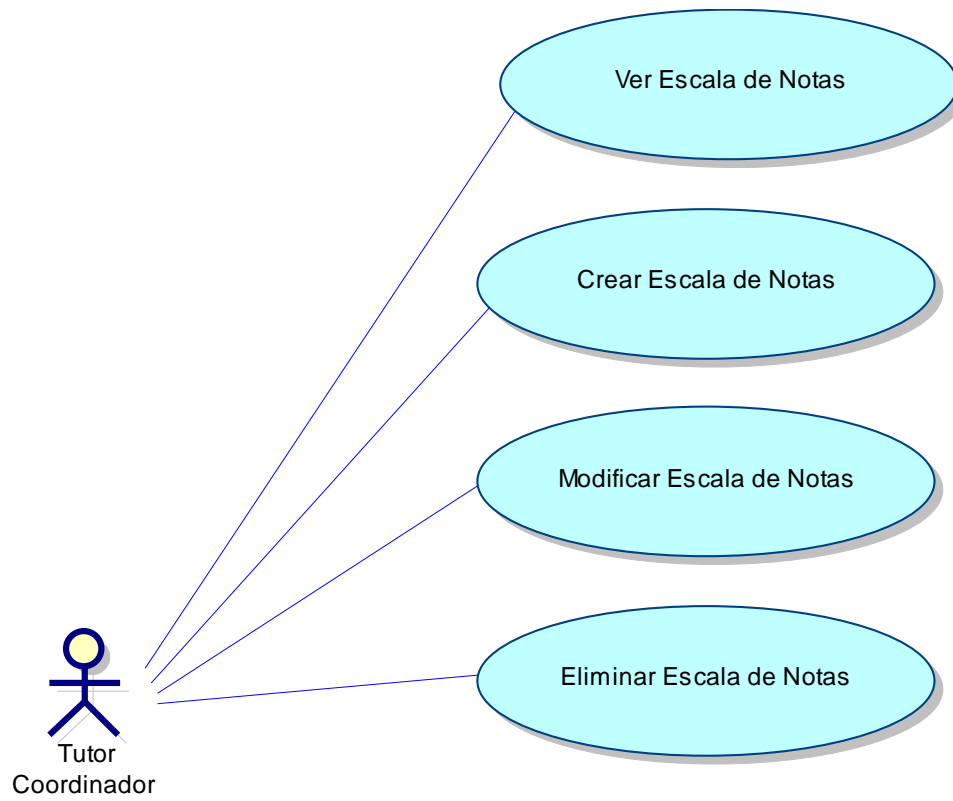 Ver Escala de Notas
Crear Escala de Notas
Modificar Escala de Notas
Eliminar Escala de Notas
Tutor
Coordinador